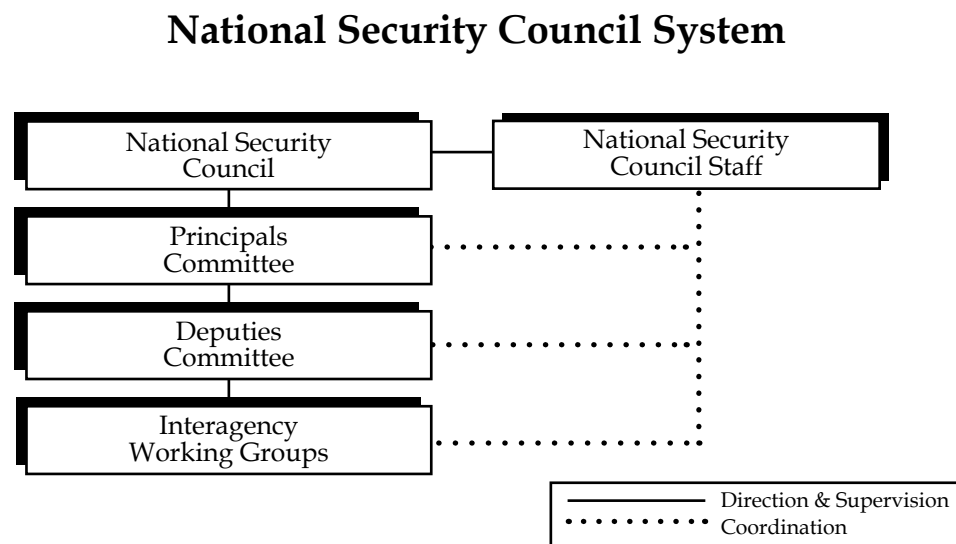 National Security Council System
National Security
Council
National Security
Council Staff
Principals
Committee
Deputies
Committee
Interagency
Working Groups
Direction & Supervision
Coordination